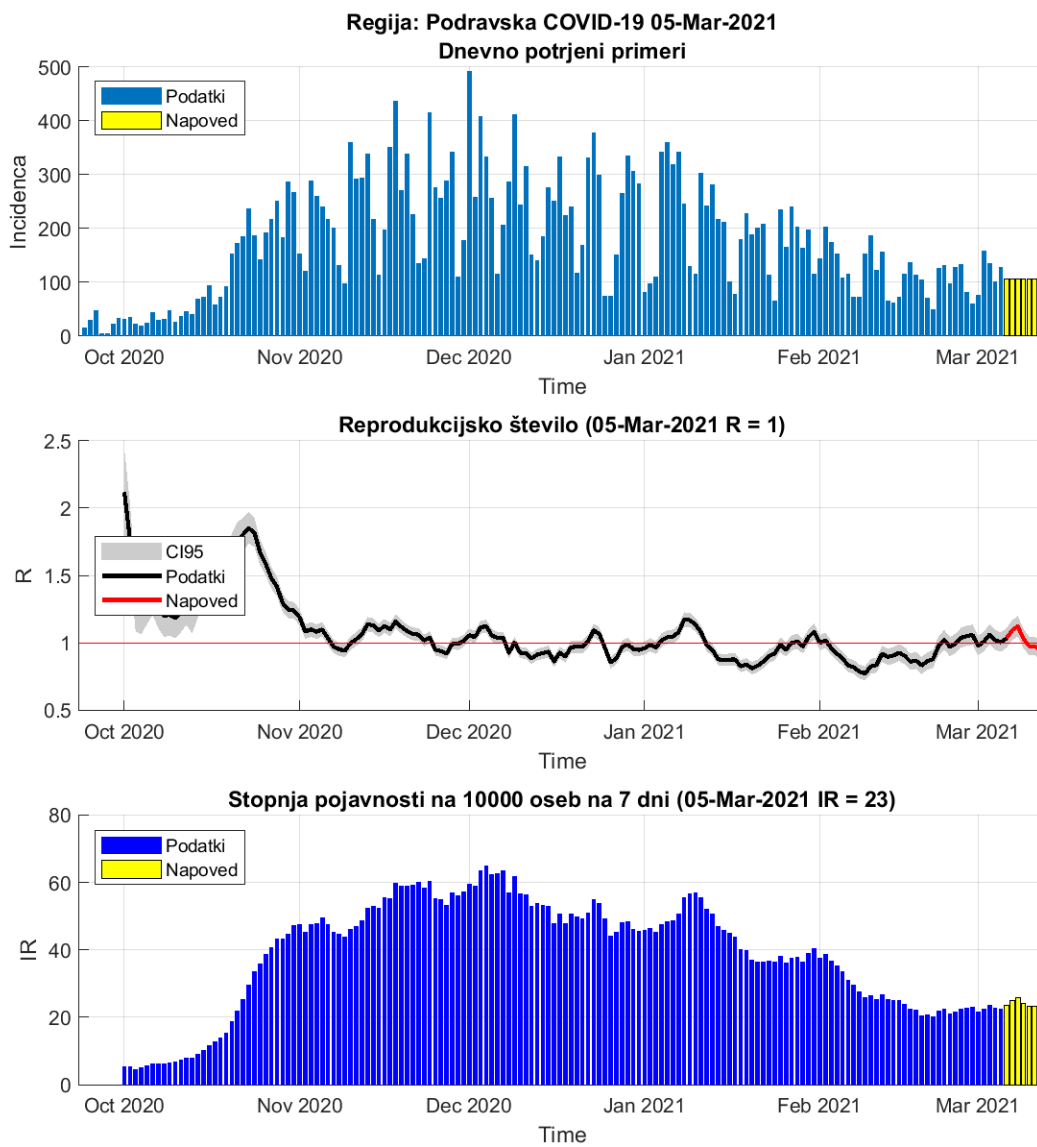 Regija: Podravska COVID-19 05-Mar-2021
Dnevno potrjeni primeri
500
400
300
200
100
0
Incidenca
Podatki
Napoved
Oct 2020 Nov 2020 Dec 2020 Jan 2021 Feb 2021 Mar 2021
Time
Reprodukcijsko število (05-Mar-2021 R = 1)
2.5
2
1.5
1
0.5
R
CI95
Podatki
Napoved
Oct 2020 Nov 2020 Dec 2020 Jan 2021 Feb 2021 Mar 2021
Time
Stopnja pojavnosti na 10000 oseb na 7 dni (05-Mar-2021 IR = 23)
80
60
40
20
0
IR
Podatki
Napoved
Oct 2020 Nov 2020 Dec 2020 Jan 2021 Feb 2021 Mar 2021
Time